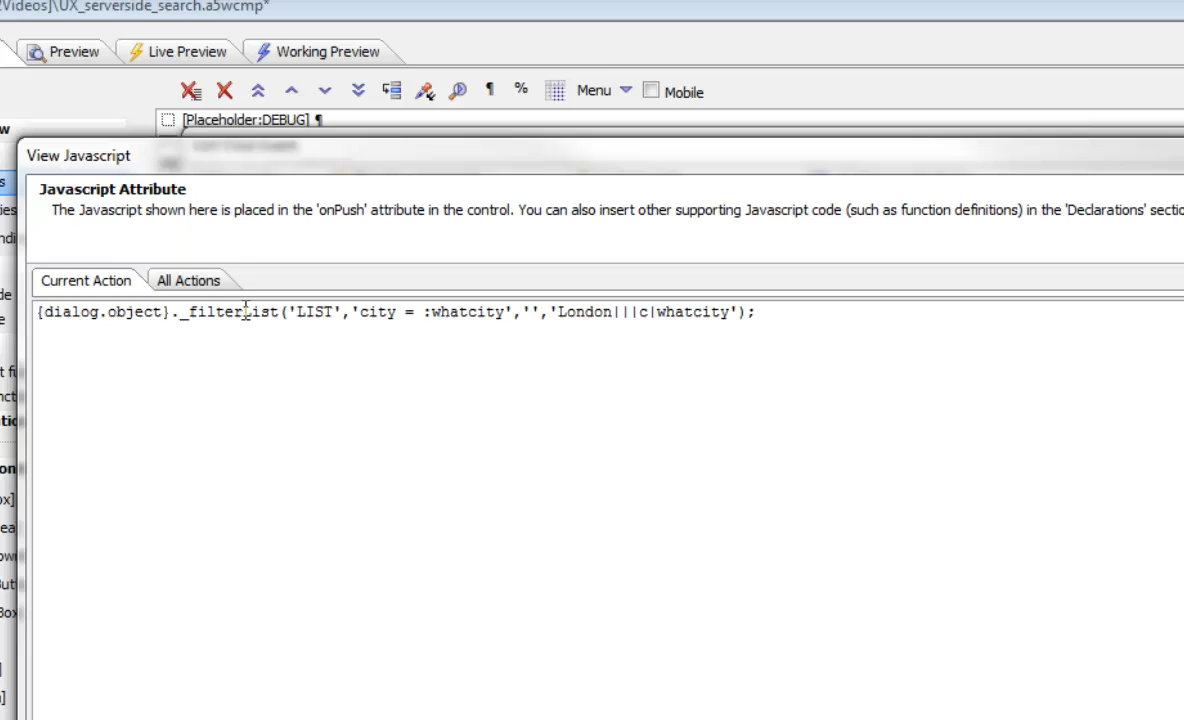 2Videos]\UX_serverside_search.a5wcmp*
Preview Live Preview Working Preview
¶ % Menu Mobile
[Placeholder:DEBUG] ¶
View Javascript
Javascript Attribute
The Javascript shown here is placed in the 'onPush' attribute in the control. You can also insert other supporting Javascript code (such as function definitions) in the 'Declarations' sectio
Current Action All Actions
{dialog.object}._filterList('LIST','city = :whatcity','','London|||c|whatcity');